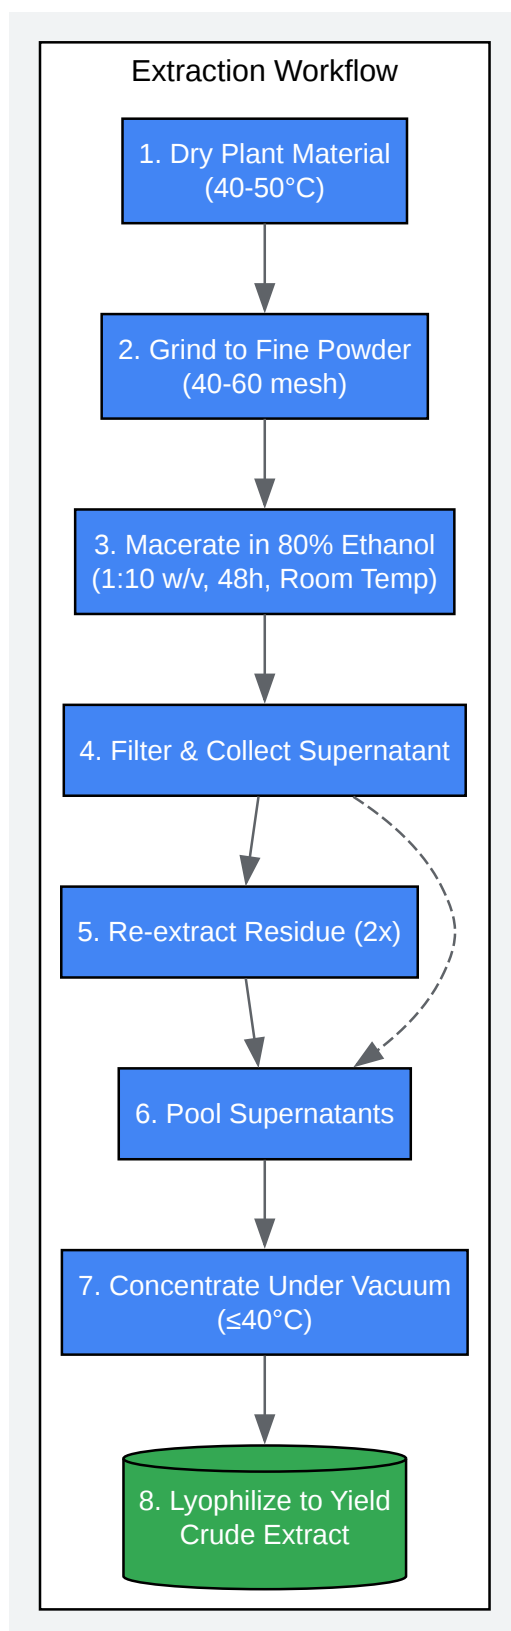 Extraction Workflow
1. Dry Plant Material
(40-50°C)
2. Grind to Fine Powder
(40-60 mesh)
3. Macerate in 80% Ethanol
(1:10 w/v, 48h, Room Temp)
4. Filter & Collect Supernatant
5. Re-extract Residue (2x)
6. Pool Supernatants
7. Concentrate Under Vacuum
(≤40°C)
8. Lyophilize to Yield
Crude Extract